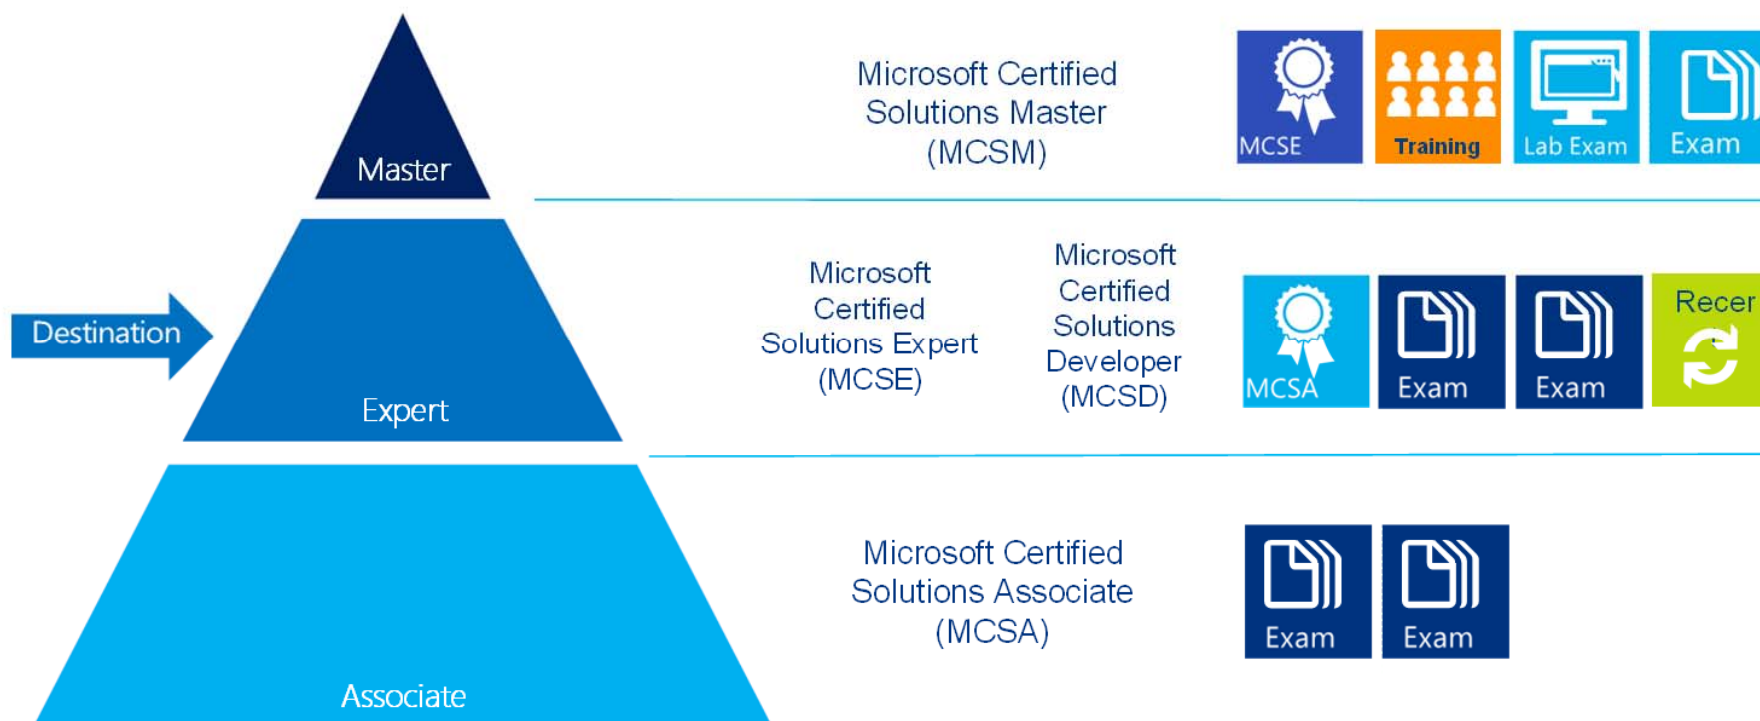 Master
Microsoft Certified
Solutions Master
(MCSM)
MCSE
Training
Lab Exam
Exam
Destination
Expert
Microsoft
Certified
Solutions Expert
(MCSE)
Microsoft
Certified
Solutions
Developer
(MCSD)
MCSA
Exam
Exam
Recer
Associate
Microsoft Certified
Solutions Associate
(MCSA)
Exam
Exam